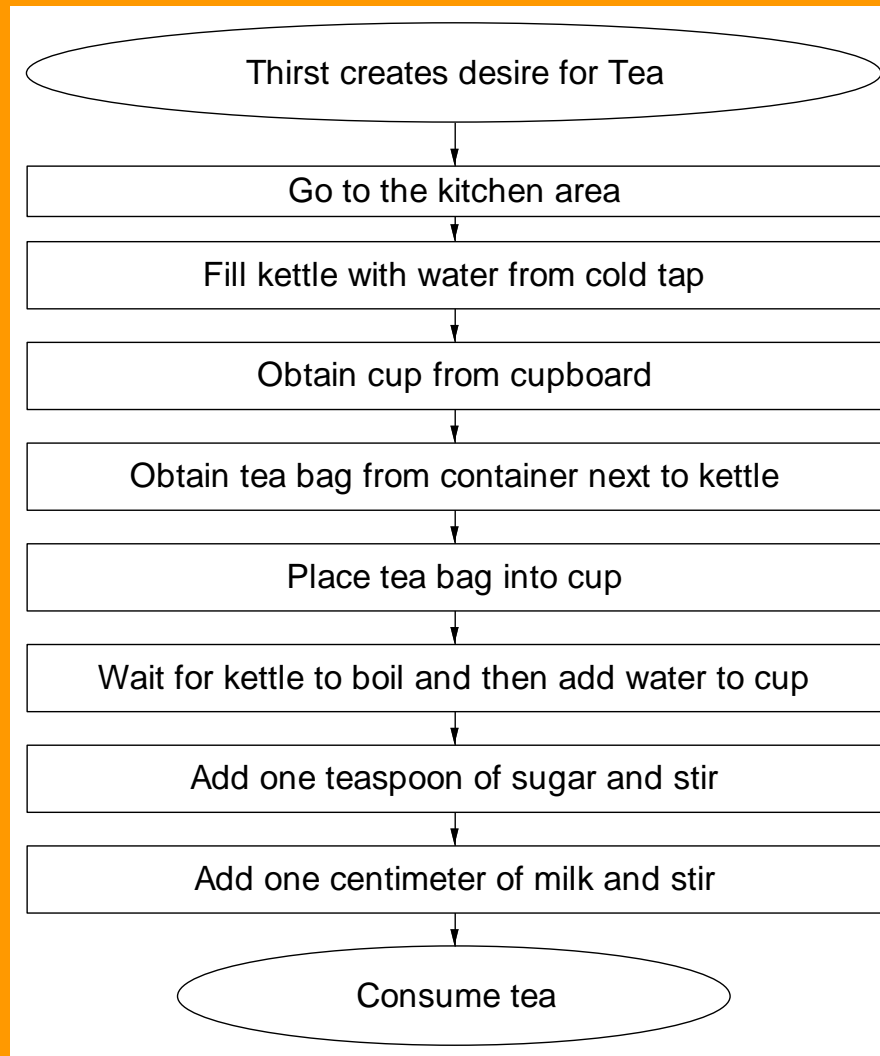 Thirst creates desire for Tea
Go to the kitchen area
Fill kettle with water from cold tap
Obtain cup from cupboard
Obtain tea bag from container next to kettle
Place tea bag into cup
Wait for kettle to boil and then add water to cup
Add one teaspoon of sugar and stir
Add one centimeter of milk and stir
Consume tea